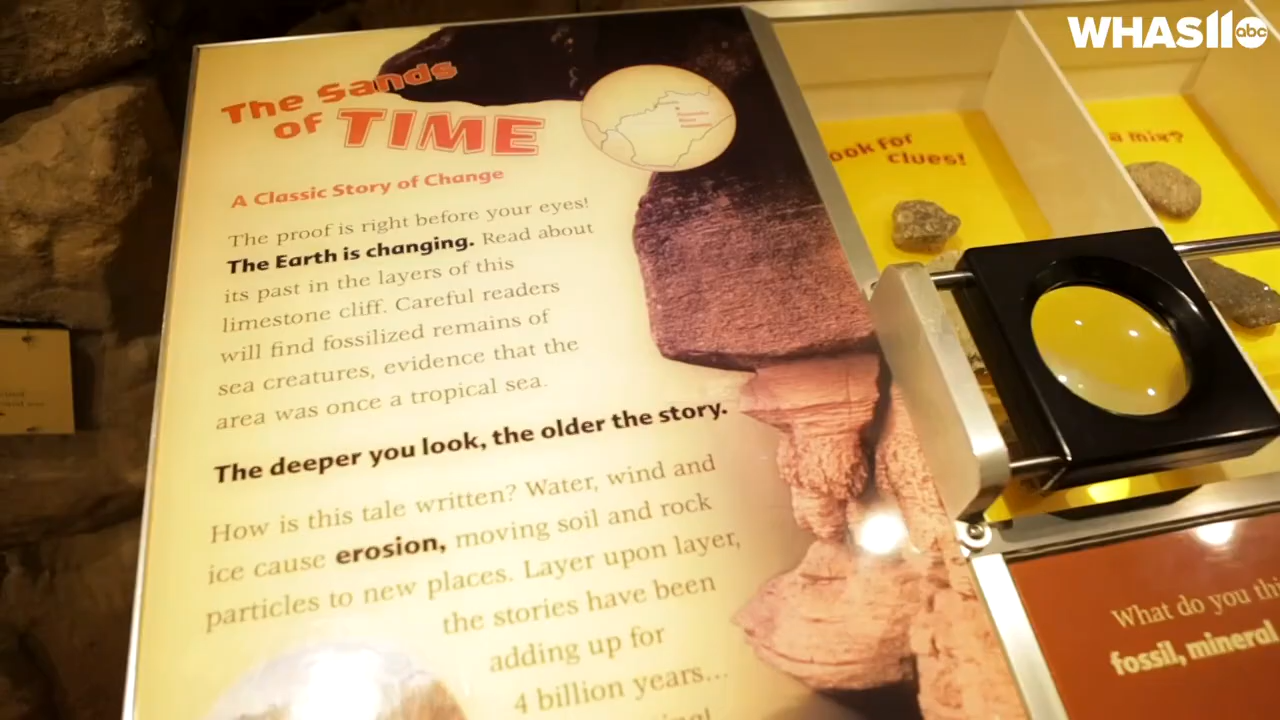 WHAS11 abc
The Sands
of TIME
A Classic Story of Change
The proof is right before your eyes!
The Earth is changing. Read about
its past in the layers of this
limestone cliff. Careful readers
will find fossilized remains of
sea creatures, evidence that the
area was once a tropical sea.
The deeper you look, the older the story.
How is this tale written? Water, wind and
ice cause erosion, moving soil and rock
particles to new places. Layer upon layer,
the stories have been
adding up for
4 billion years...
ook for
clues!
a mix?
What do you thi
fossil, mineral